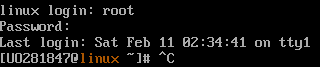 linux login: root
Password:
Last login: Sat Feb 11 02:34:41 on tty1
[UO281847@linux ~]# ^C